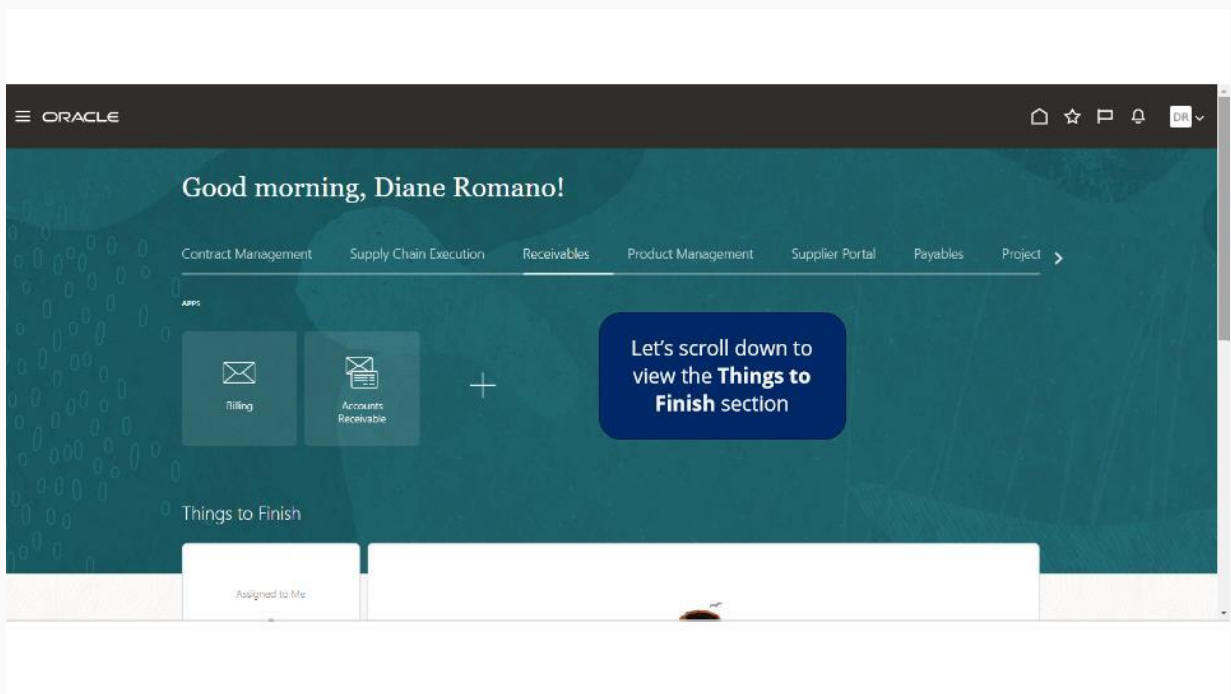 ORACLE
DR
Good morning, Diane Romano!
Contract Management Supply Chain Execution Receivables Product Management Supplier Portal Payables Project
APPS
Billing
Accounts
Receivable
Let's scroll down to
view the Things to
Finish section
Things to Finish
Assigned to Me